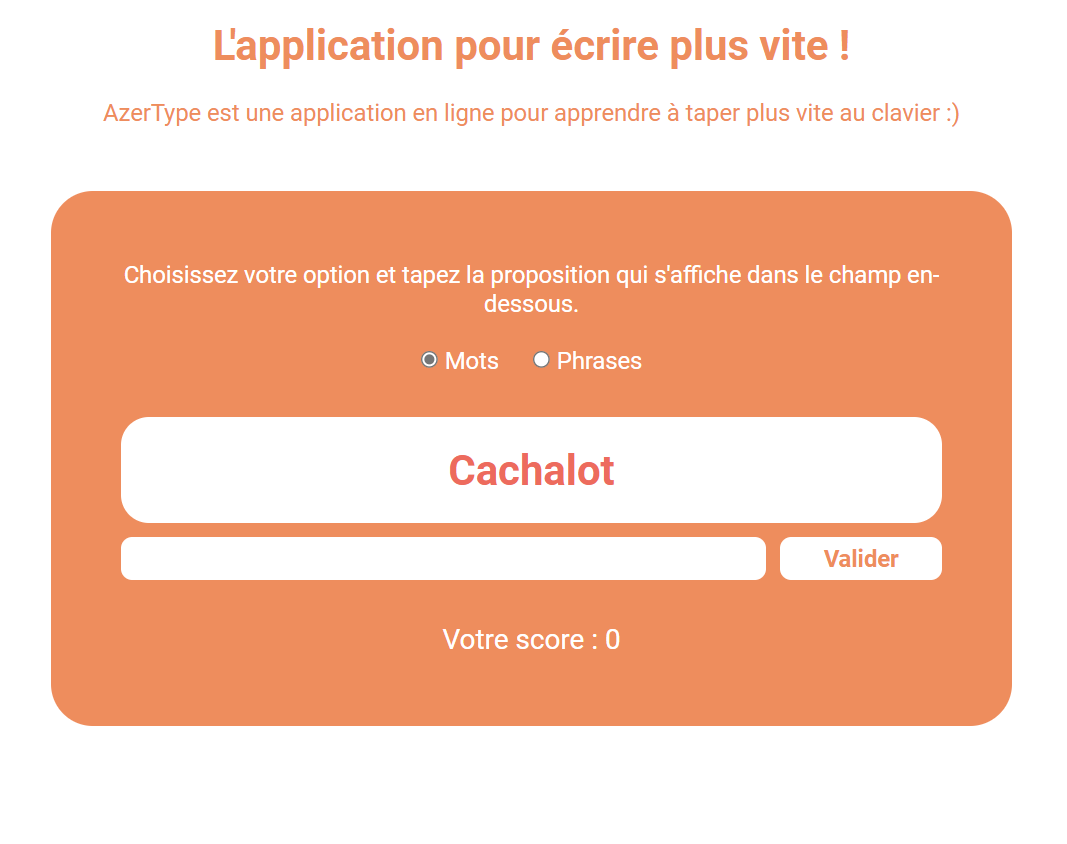 L'application pour écrire plus vite !
AzerType est une application en ligne pour apprendre à taper plus vite au clavier :)
Choisissez votre option et tapez la proposition qui s'affiche dans le champ en-
dessous.
Mots Phrases
Cachalot
Valider
Votre score : 0